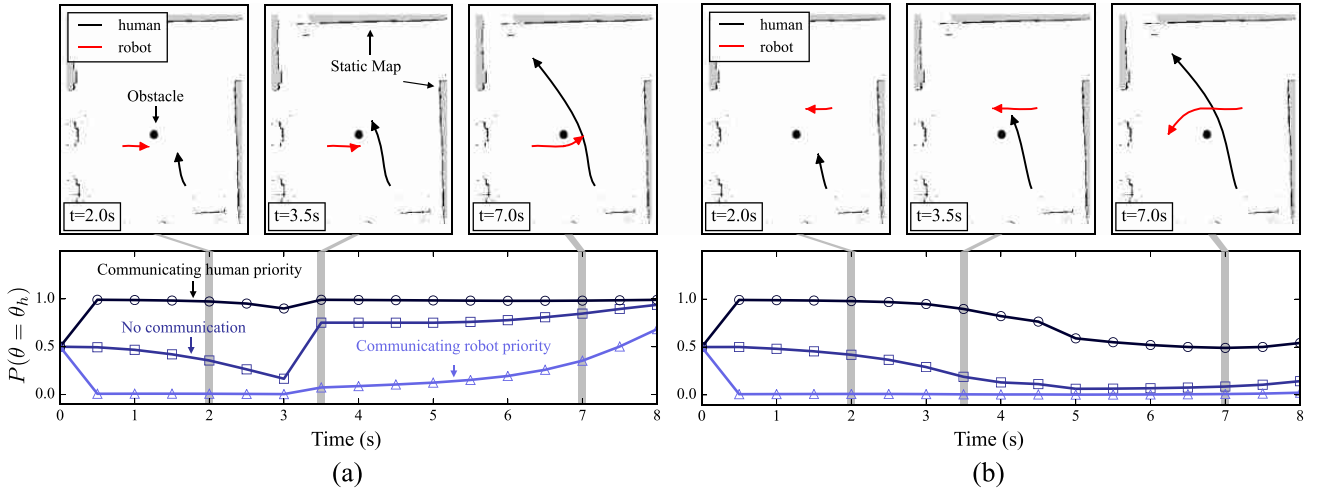 human
robot
Obstacle
t=2.0s
Static Map
t=3.5s
t=7.0s
Communicating human priority
No communication
Communicating robot priority
P(θ = θ_h)
1.0
0.5
0.0
0 1 2 3 4 5 6 7 8
Time (s)
(a)
human
robot
t=2.0s
t=3.5s
t=7.0s
1.0
0.5
0.0
0 1 2 3 4 5 6 7 8
Time (s)
(b)